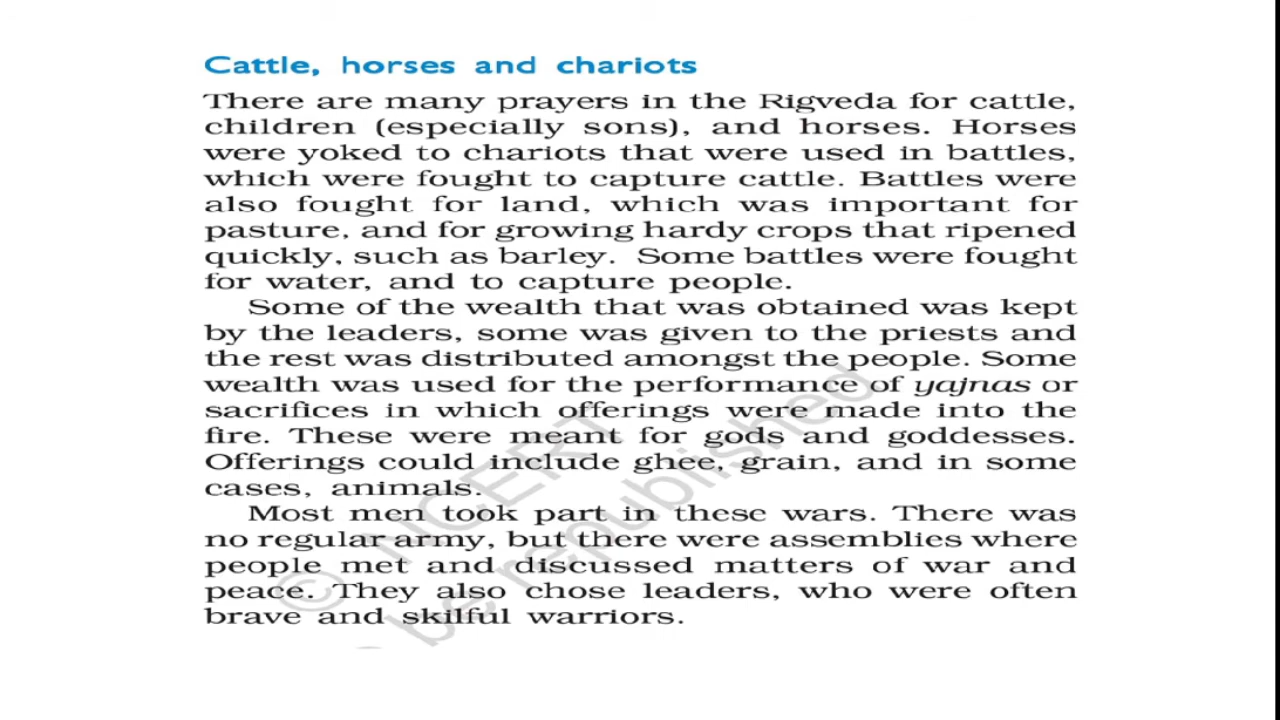 Cattle, horses and chariots
There are many prayers in the Rigveda for cattle,
children (especially sons), and horses. Horses
were yoked to chariots that were used in battles,
which were fought to capture cattle. Battles were
also fought for land, which was important for
pasture, and for growing hardy crops that ripened
quickly, such as barley. Some battles were fought
for water, and to capture people.
Some of the wealth that was obtained was kept
by the leaders, some was given to the priests and
the rest was distributed amongst the people. Some
wealth was used for the performance of yajnas or
sacrifices in which offerings were made into the
fire. These were meant for gods and goddesses.
Offerings could include ghee, grain, and in some
cases, animals.
Most men took part in these wars. There was
no regular army, but there were assemblies where
people met and discussed matters of war and
peace. They also chose leaders, who were often
brave and skilful warriors.
© NCERT
be republished